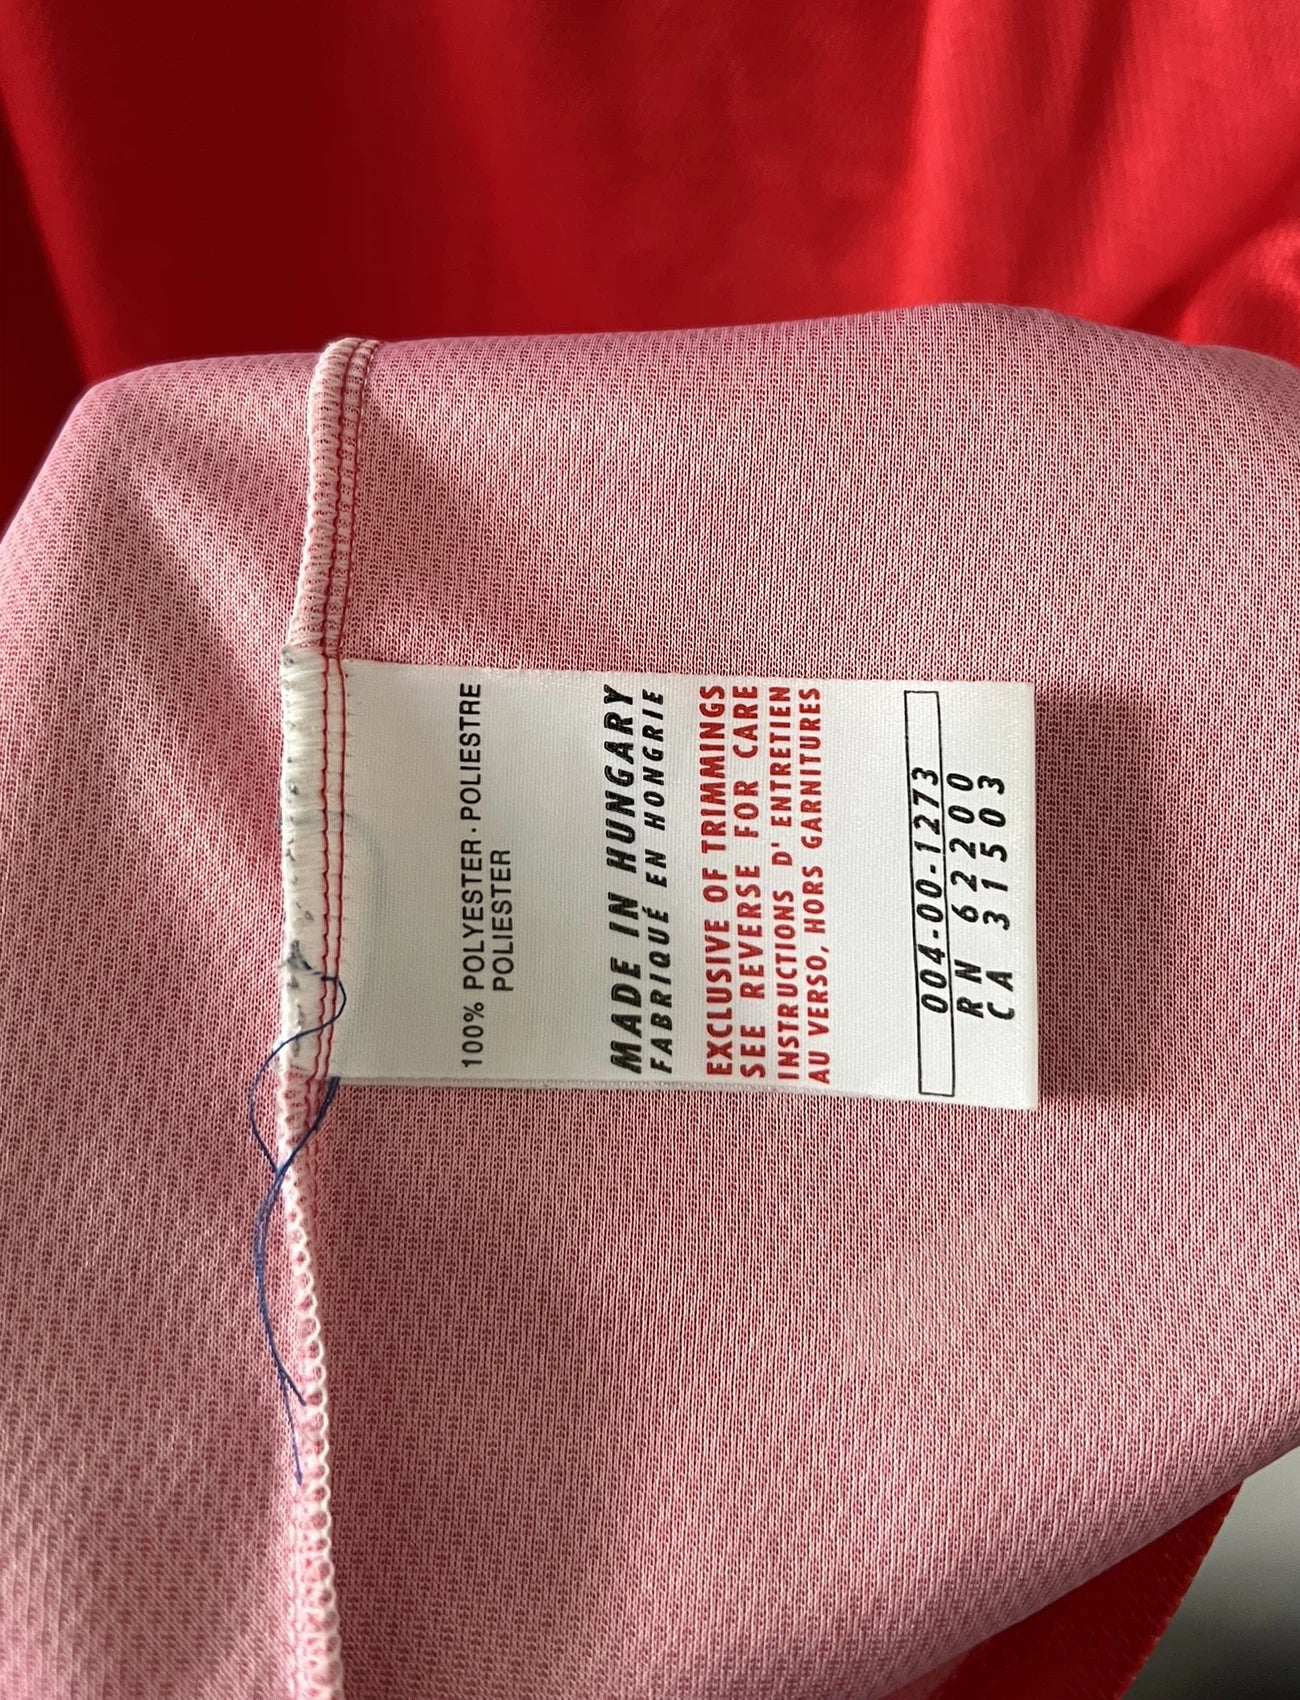 100% POLYESTER · POLIESTRE
POLIESTER
MADE IN HUNGARY
FABRIQUÉ EN HONGRIE
EXCLUSIVE OF TRIMMINGS
SEE REVERSE FOR CARE
INSTRUCTIONS D' ENTRETIEN
AU VERSO, HORS GARNITURES
004-00-1273
RN 62200
CA 31503